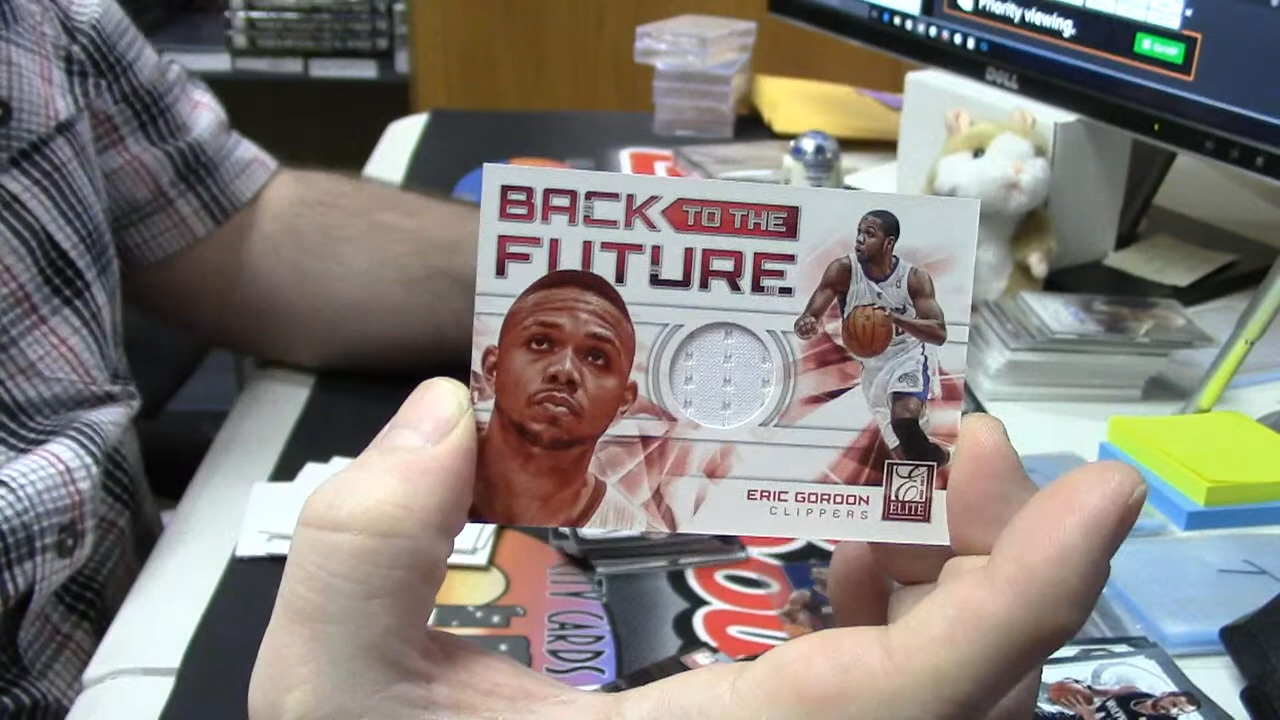 Priority viewing.
DELL
BACK TO THE
FUTURE
ERIC GORDON
CLIPPERS
ELITE
CARDS